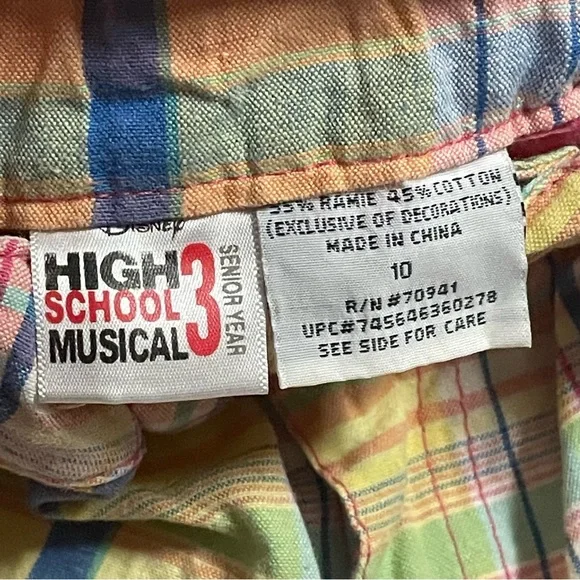 DISNEY
HIGH
SCHOOL
MUSICAL
3
SENIOR YEAR
55% RAMIE 45% COTTON
(EXCLUSIVE OF DECORATIONS)
MADE IN CHINA
10
R/N #70941
UPC#745646360278
SEE SIDE FOR CARE